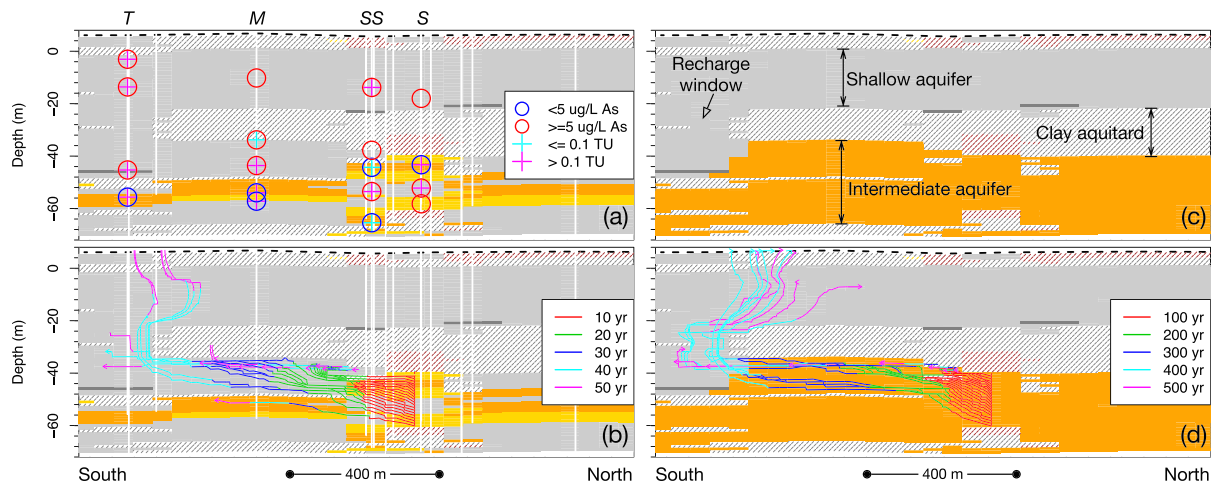 T M SS S
0
−20
−40
−60
Depth (m)
<5 ug/L As
>=5 ug/L As
<= 0.1 TU
> 0.1 TU
(a)
Recharge
window
Shallow aquifer
Clay aquitard
Intermediate aquifer
(c)
0
−20
−40
−60
Depth (m)
10 yr
20 yr
30 yr
40 yr
50 yr
(b)
100 yr
200 yr
300 yr
400 yr
500 yr
(d)
South 400 m North
South 400 m North